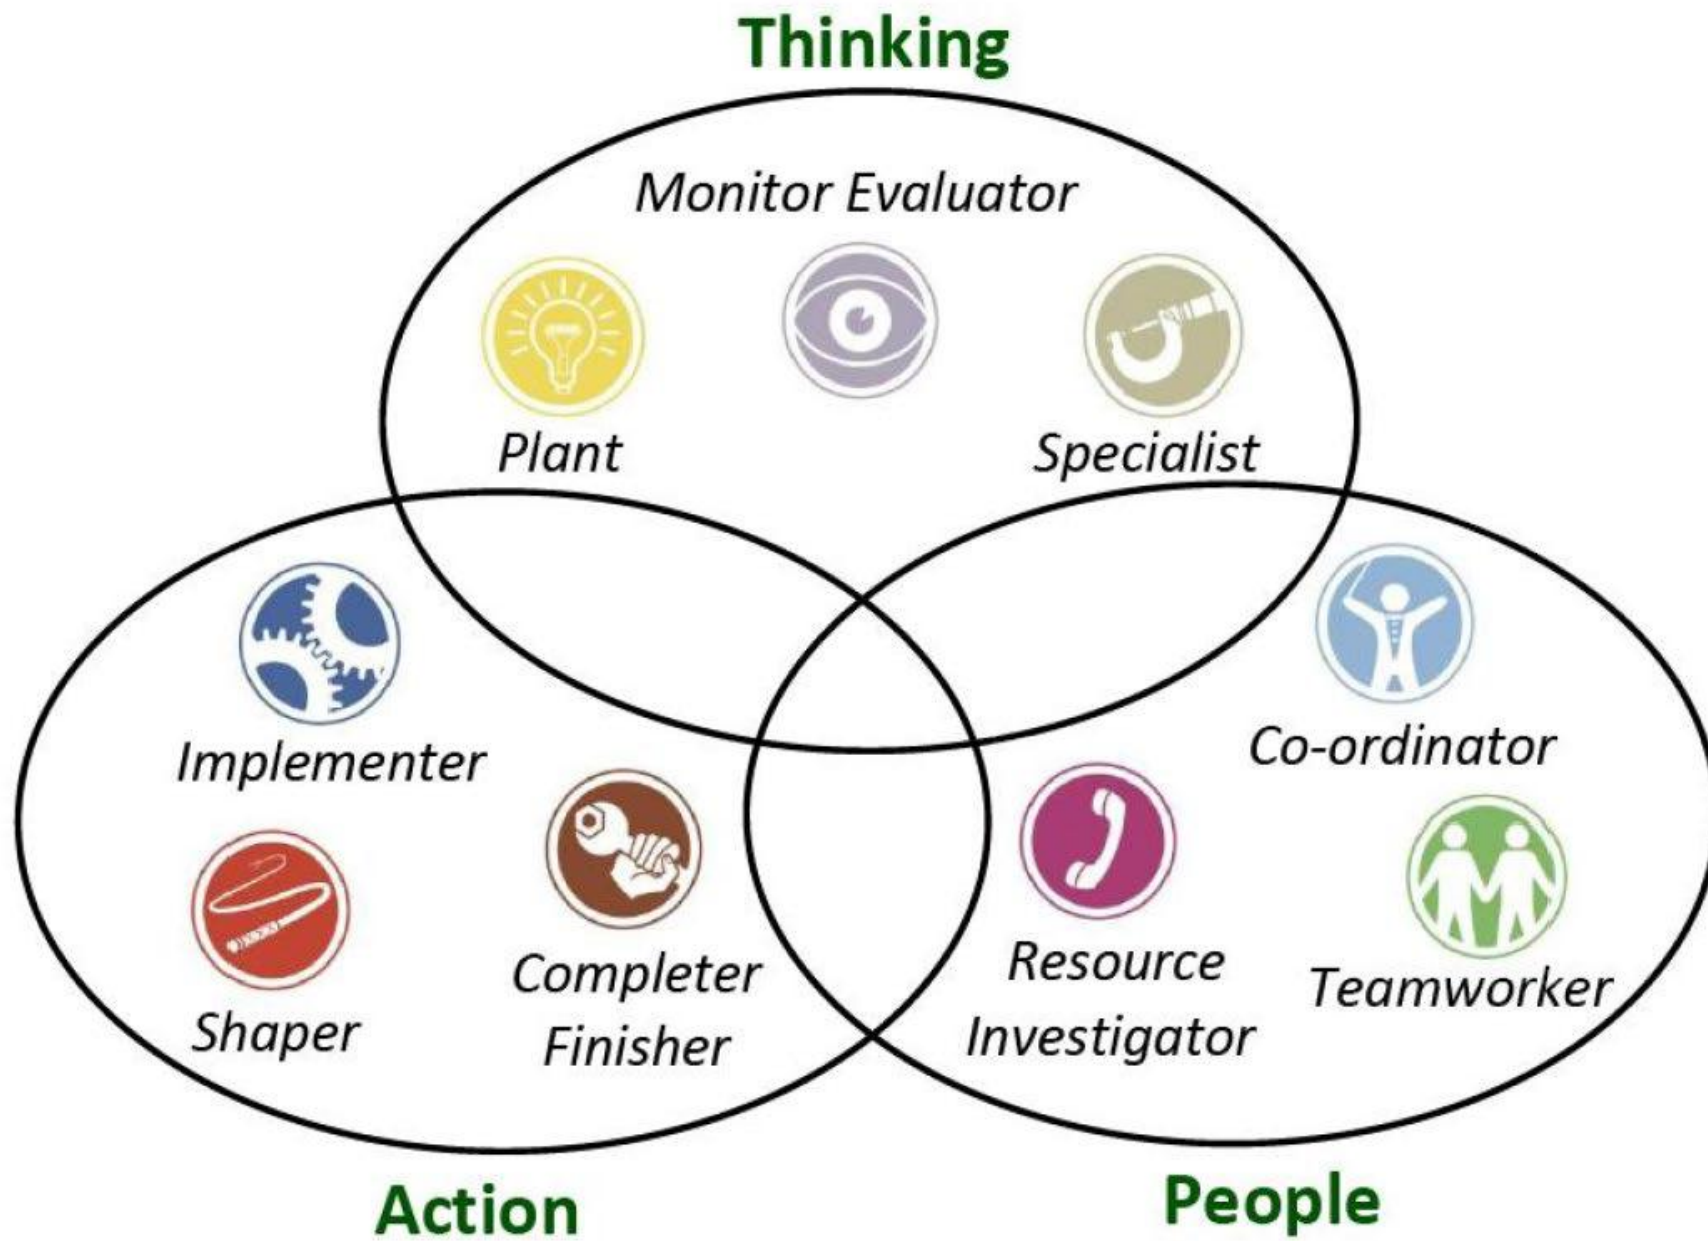 Thinking
Monitor Evaluator
Plant
Specialist
Implementer
Co-ordinator
Shaper
Completer
Finisher
Resource
Investigator
Teamworker
Action
People